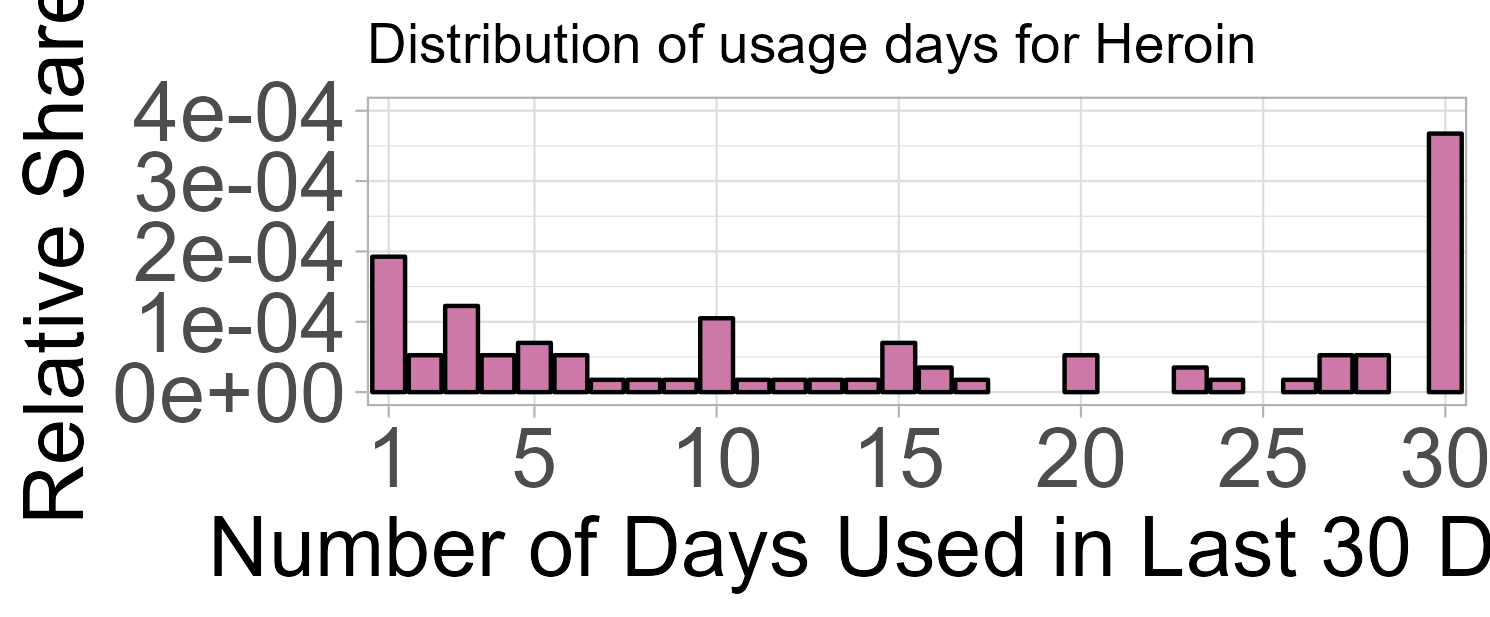 Distribution of usage days for Heroin
Relative Share
4e-04
3e-04
2e-04
1e-04
0e+00
1 5 10 15 20 25 30
Number of Days Used in Last 30 D